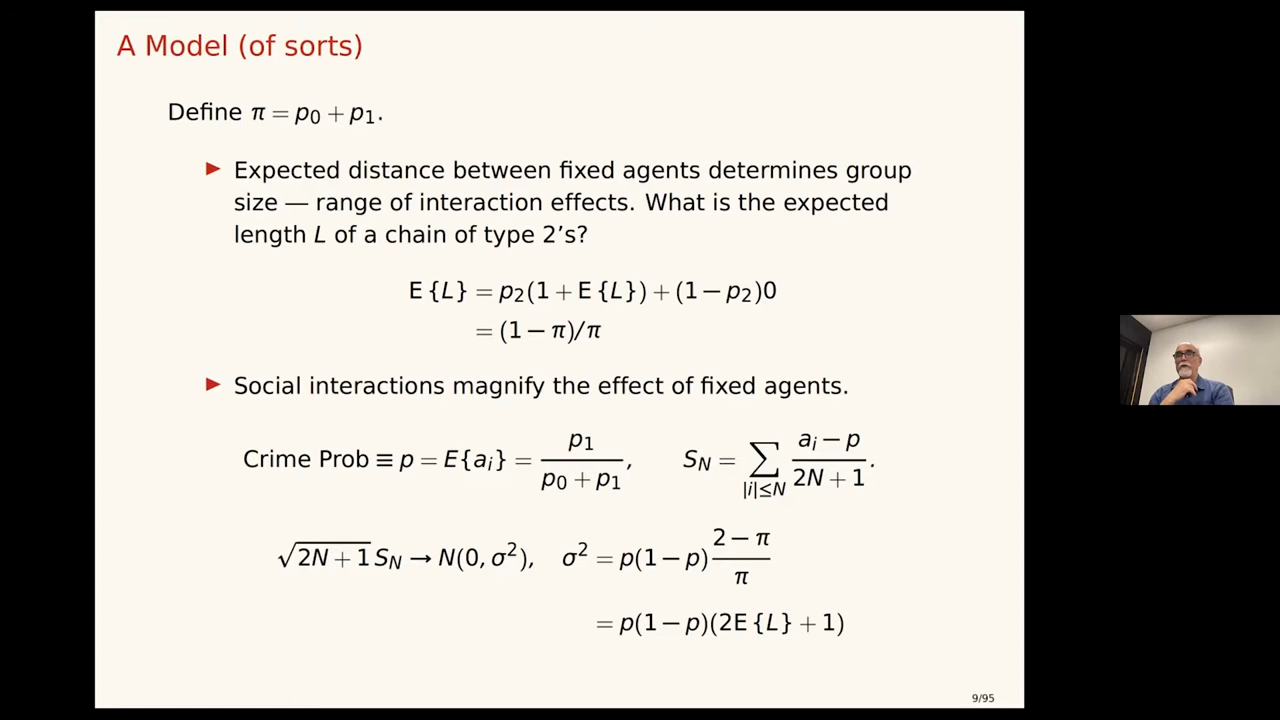 A Model (of sorts)
Define π = p₀ + p₁.
▶ Expected distance between fixed agents determines group
size — range of interaction effects. What is the expected
length L of a chain of type 2’s?
E {L} = p₂(1 + E {L}) + (1 − p₂)0
= (1 − π)/π
▶ Social interactions magnify the effect of fixed agents.
Crime Prob ≡ p = E{aᵢ} = p₁/(p₀ + p₁), S_N = ∑_{|i|≤N} (aᵢ − p)/(2N + 1).
√(2N + 1) S_N → N(0, σ²), σ² = p(1 − p) (2 − π)/π
= p(1 − p)(2E {L} + 1)
9/95